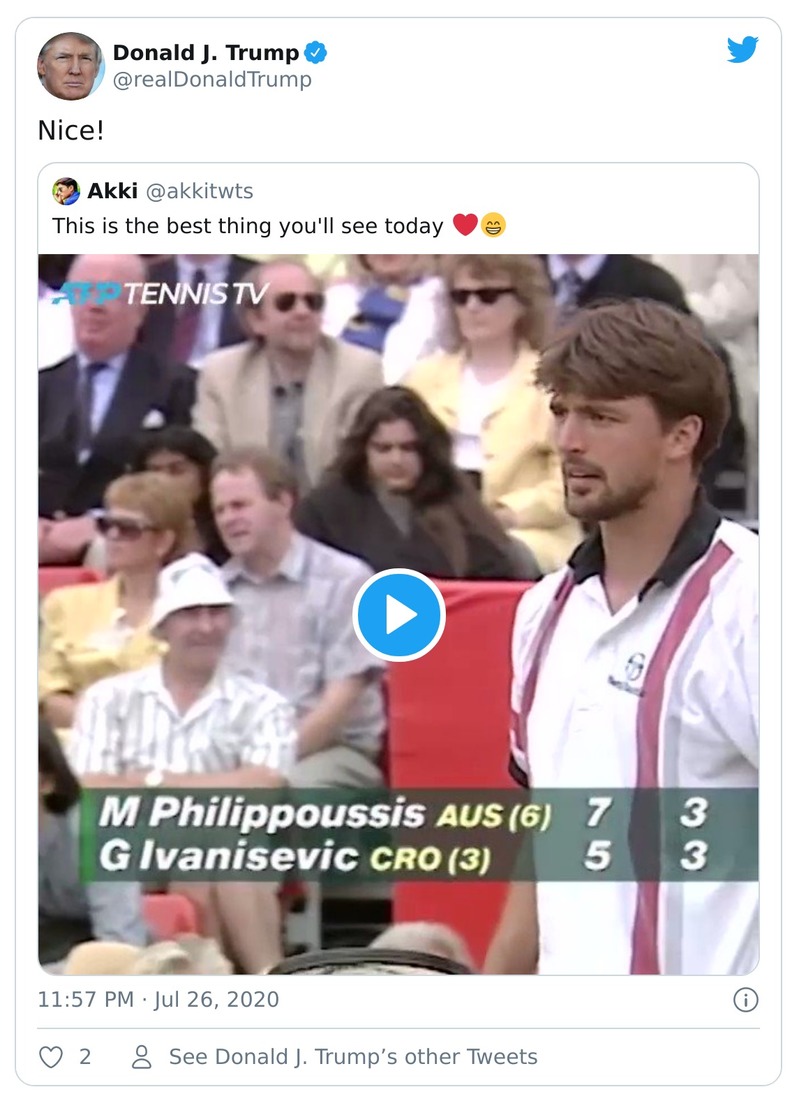 Donald J. Trump
@realDonaldTrump
Nice!
Akki @akkitwts
This is the best thing you'll see today ❤️😄
ATP TENNIS TV
M Philippoussis AUS (6) 7 3
G Ivanisevic CRO (3) 5 3
11:57 PM · Jul 26, 2020
2 See Donald J. Trump’s other Tweets